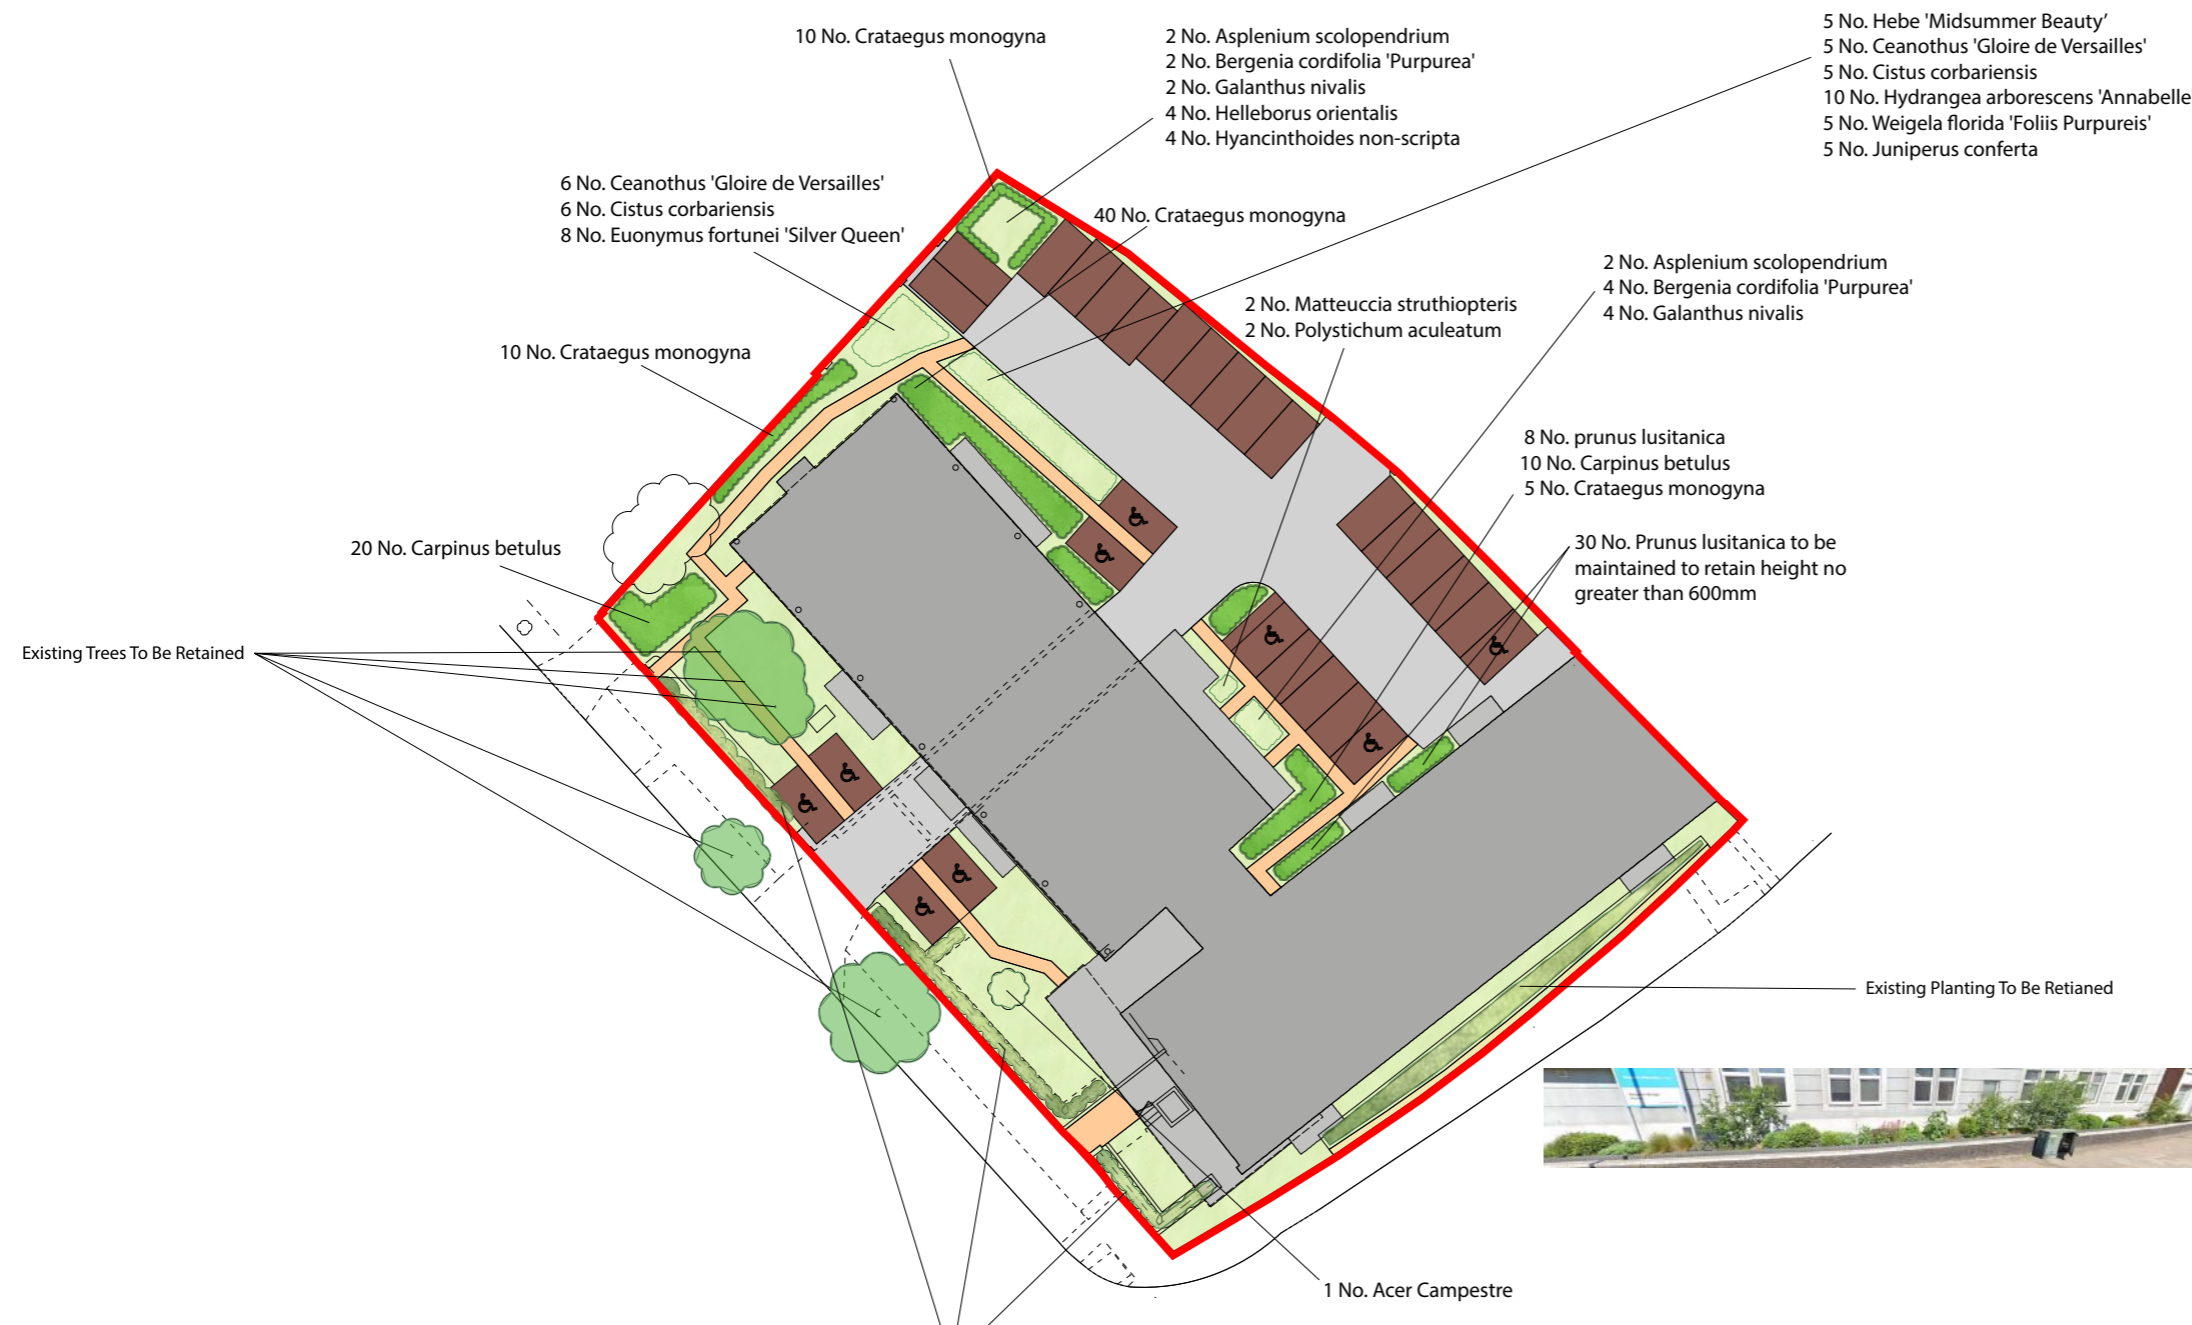 10 No. Crataegus monogyna
2 No. Asplenium scolopendrium
2 No. Bergenia cordifolia 'Purpurea'
2 No. Galanthus nivalis
4 No. Helleborus orientalis
4 No. Hyancinthoides non-scripta
5 No. Hebe 'Midsummer Beauty’
5 No. Ceanothus 'Gloire de Versailles'
5 No. Cistus corbariensis
10 No. Hydrangea arborescens 'Annabelle'
5 No. Weigela florida 'Foliis Purpureis'
5 No. Juniperus conferta
6 No. Ceanothus 'Gloire de Versailles'
6 No. Cistus corbariensis
8 No. Euonymus fortunei 'Silver Queen'
40 No. Crataegus monogyna
2 No. Asplenium scolopendrium
4 No. Bergenia cordifolia 'Purpurea'
4 No. Galanthus nivalis
2 No. Matteuccia struthiopteris
2 No. Polystichum aculeatum
10 No. Crataegus monogyna
8 No. prunus lusitanica
10 No. Carpinus betulus
5 No. Crataegus monogyna
20 No. Carpinus betulus
30 No. Prunus lusitanica to be
maintained to retain height no
greater than 600mm
Existing Trees To Be Retained
Existing Planting To Be Retianed
1 No. Acer Campestre